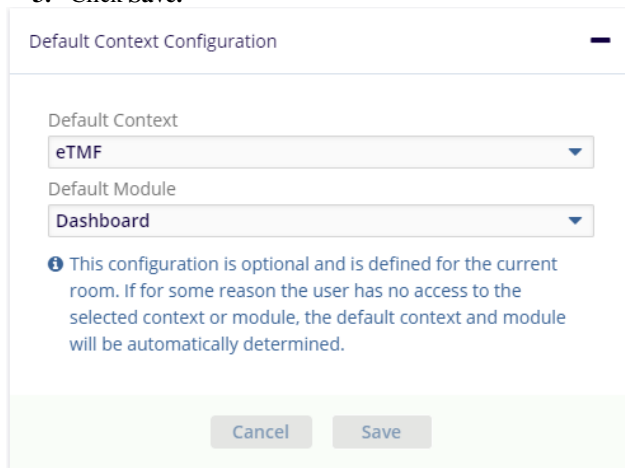 Click Save.
Default Context Configuration
Default Context
eTMF
Default Module
Dashboard
This configuration is optional and is defined for the current
room. If for some reason the user has no access to the
selected context or module, the default context and module
will be automatically determined.
Cancel
Save